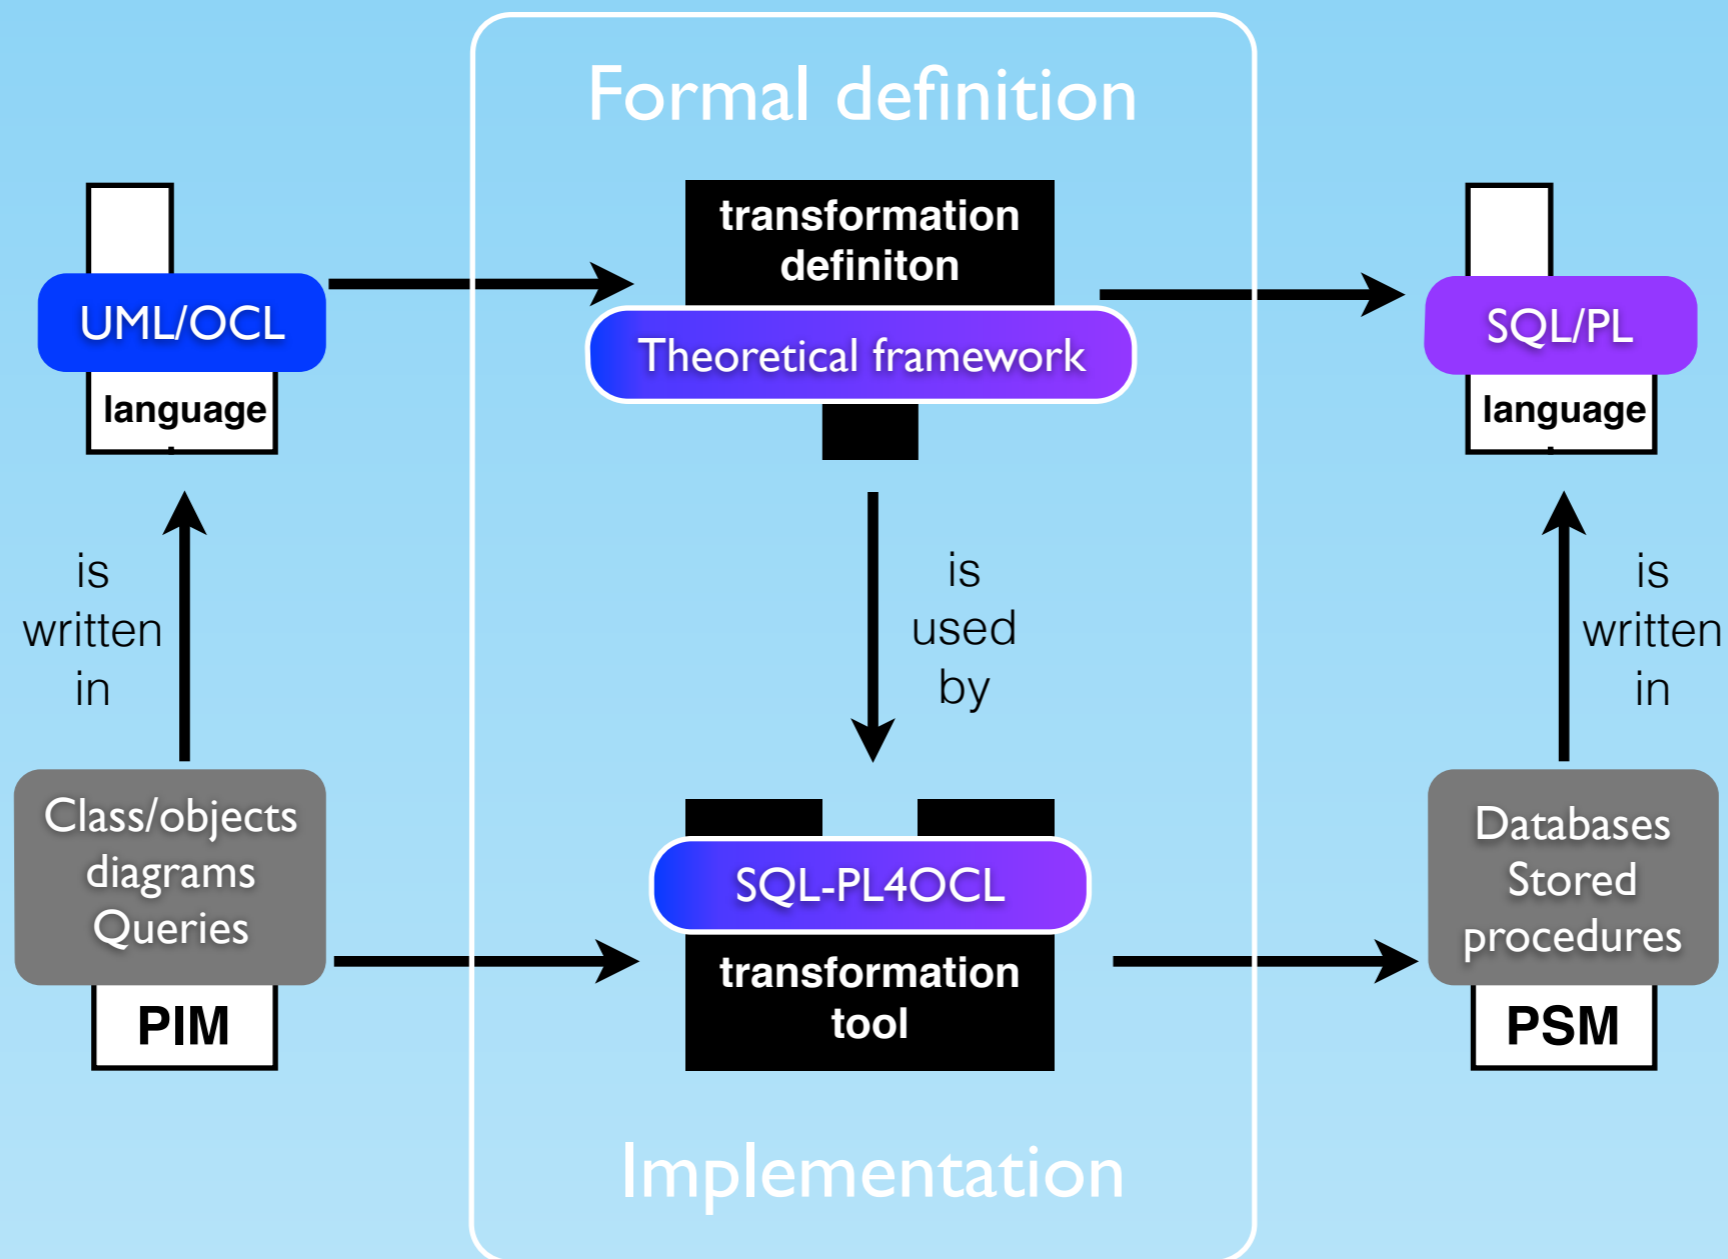 Formal definition
transformation
definiton
UML/OCL
Theoretical framework
SQL/PL
language
language
is
written
in
is
used
by
is
written
in
Class/objects
diagrams
Queries
SQL-PL4OCL
Databases
Stored
procedures
PIM
transformation
tool
PSM
Implementation